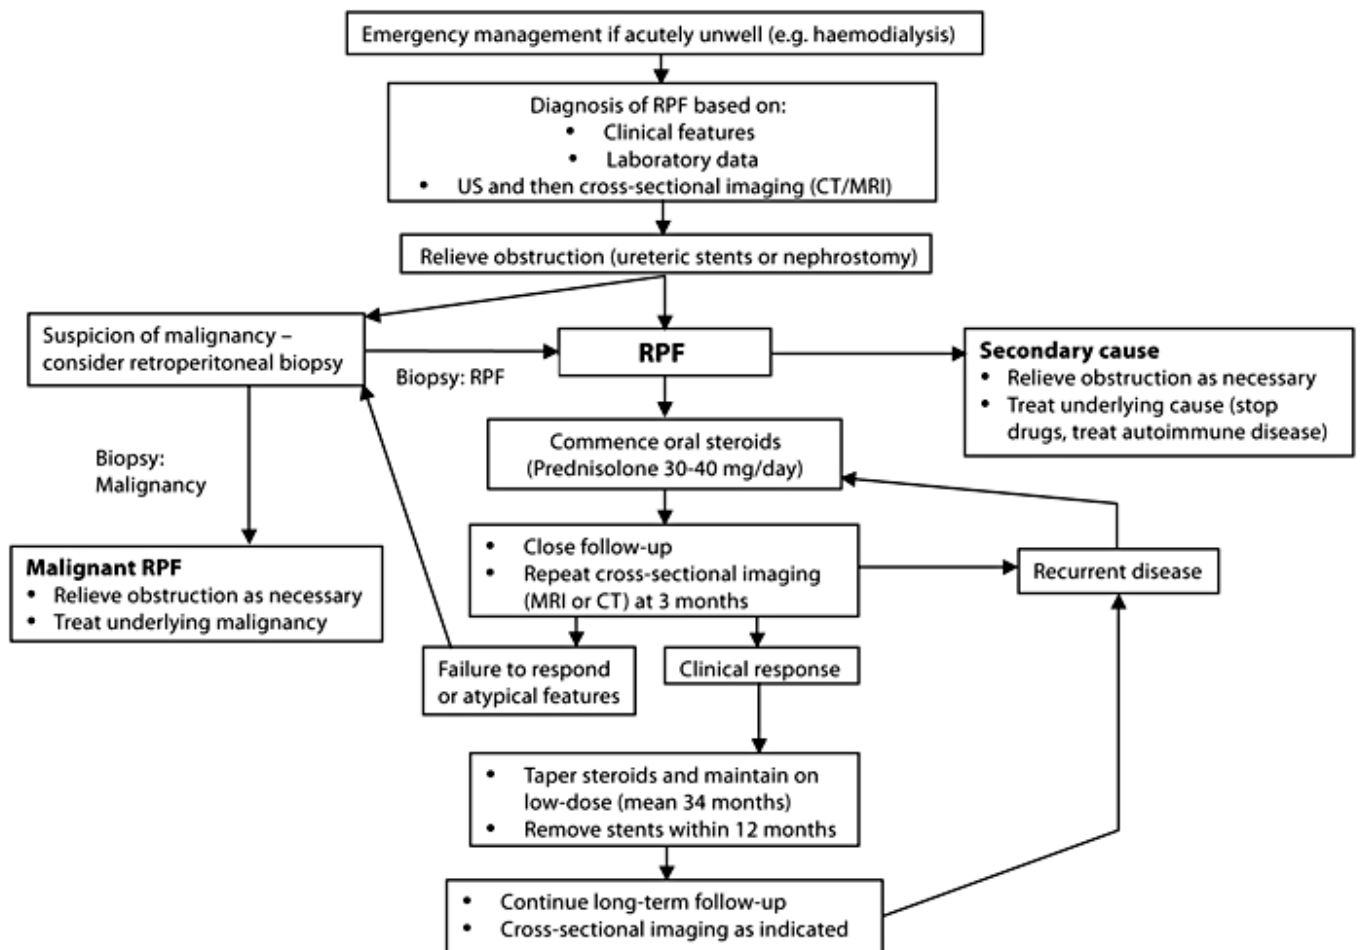 Emergency management if acutely unwell (e.g. haemodialysis)
Diagnosis of RPF based on:
• Clinical features
• Laboratory data
• US and then cross-sectional imaging (CT/MRI)
Relieve obstruction (ureteric stents or nephrostomy)
Suspicion of malignancy –
consider retroperitoneal biopsy
Biopsy: RPF
RPF
Secondary cause
• Relieve obstruction as necessary
• Treat underlying cause (stop
drugs, treat autoimmune disease)
Commence oral steroids
(Prednisolone 30-40 mg/day)
Biopsy:
Malignancy
• Close follow-up
• Repeat cross-sectional imaging
(MRI or CT) at 3 months
Recurrent disease
Malignant RPF
• Relieve obstruction as necessary
• Treat underlying malignancy
Failure to respond
or atypical features
Clinical response
• Taper steroids and maintain on
low-dose (mean 34 months)
• Remove stents within 12 months
• Continue long-term follow-up
• Cross-sectional imaging as indicated